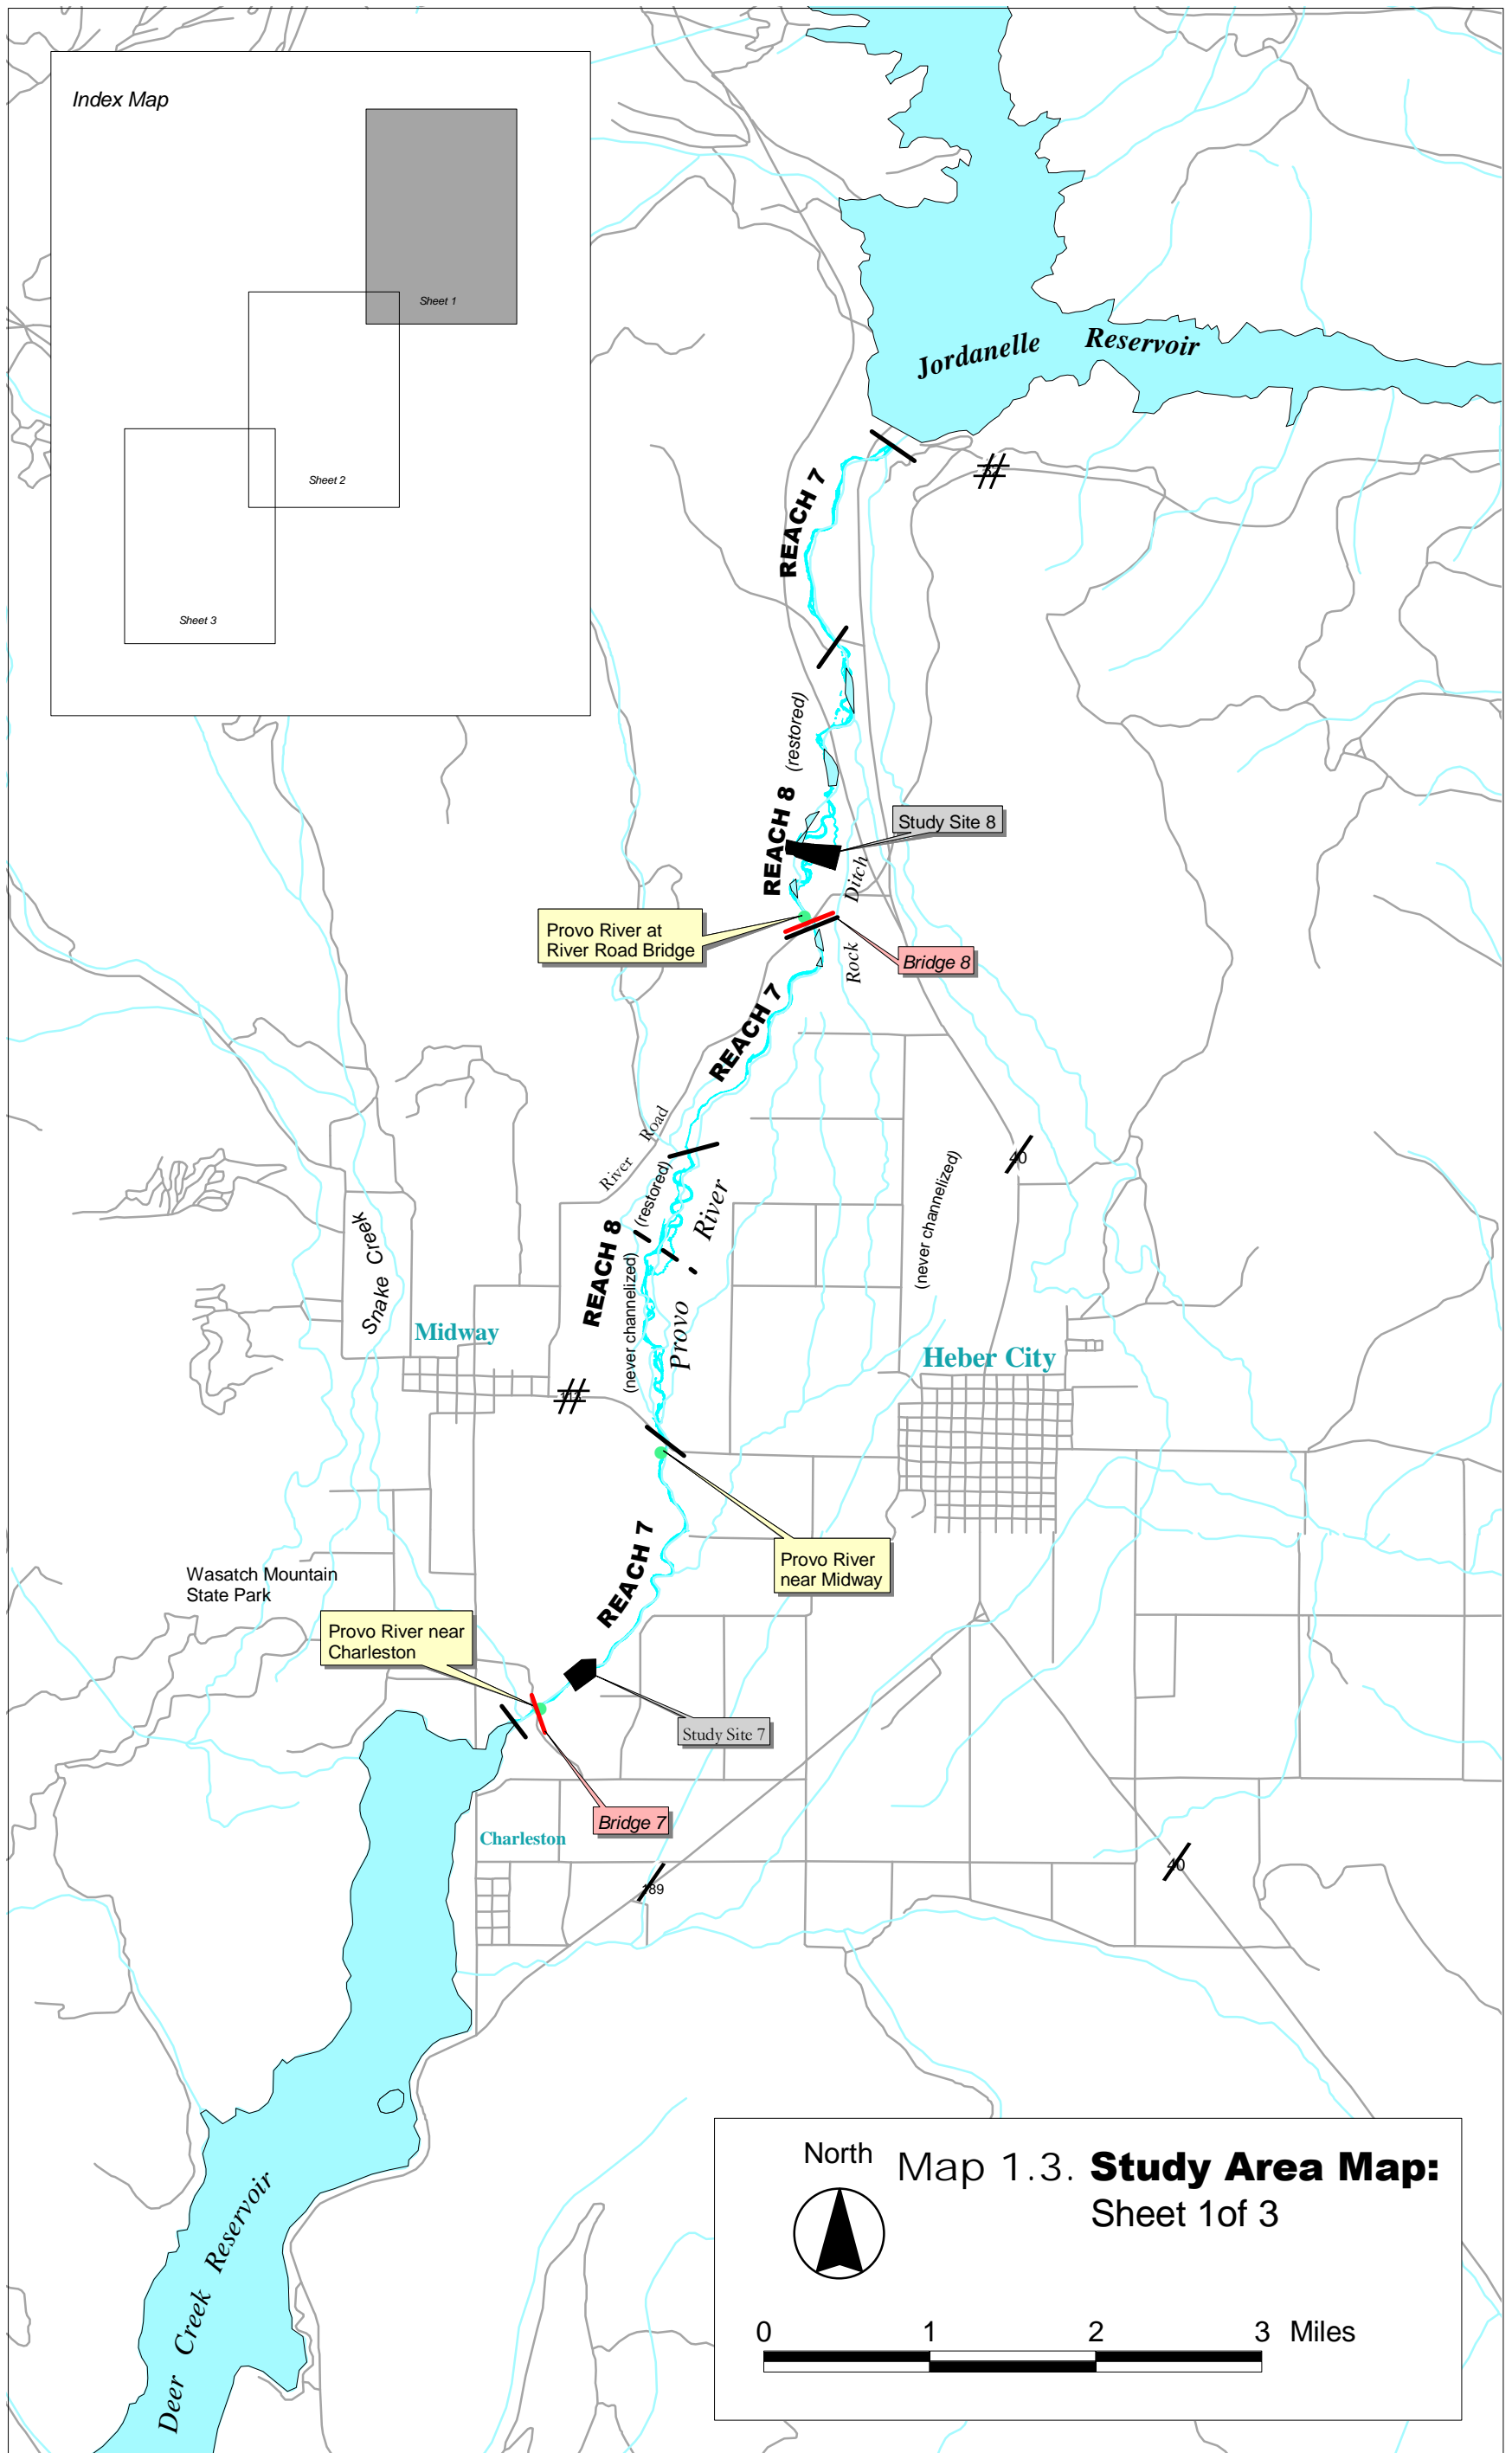 Index Map
Sheet 1
Sheet 2
Sheet 3
Jordanelle Reservoir
REACH 7
32
(restored)
REACH 8
Study Site 8
Ditch
Rock
Provo River at
River Road Bridge
Bridge 8
REACH 7
River Road
(restored)
REACH 8
(never channelized)
Provo River
(never channelized)
40
Snake Creek
Midway
Heber City
113
REACH 7
Provo River
near Midway
Wasatch Mountain
State Park
Provo River near
Charleston
Study Site 7
Bridge 7
Charleston
189
40
Deer Creek Reservoir
North
Map 1.3. Study Area Map:
Sheet 1of 3
0 1 2 3 Miles